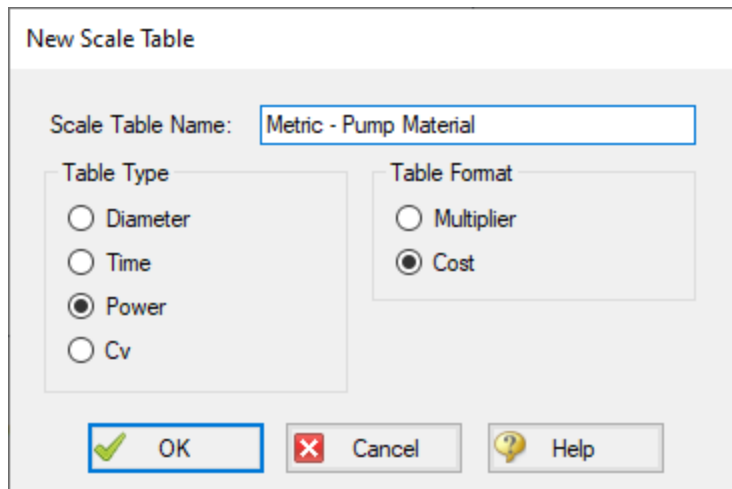 New Scale Table
Scale Table Name: Metric - Pump Material
Table Type
Diameter
Time
Power
Cv
Table Format
Multiplier
Cost
OK Cancel Help